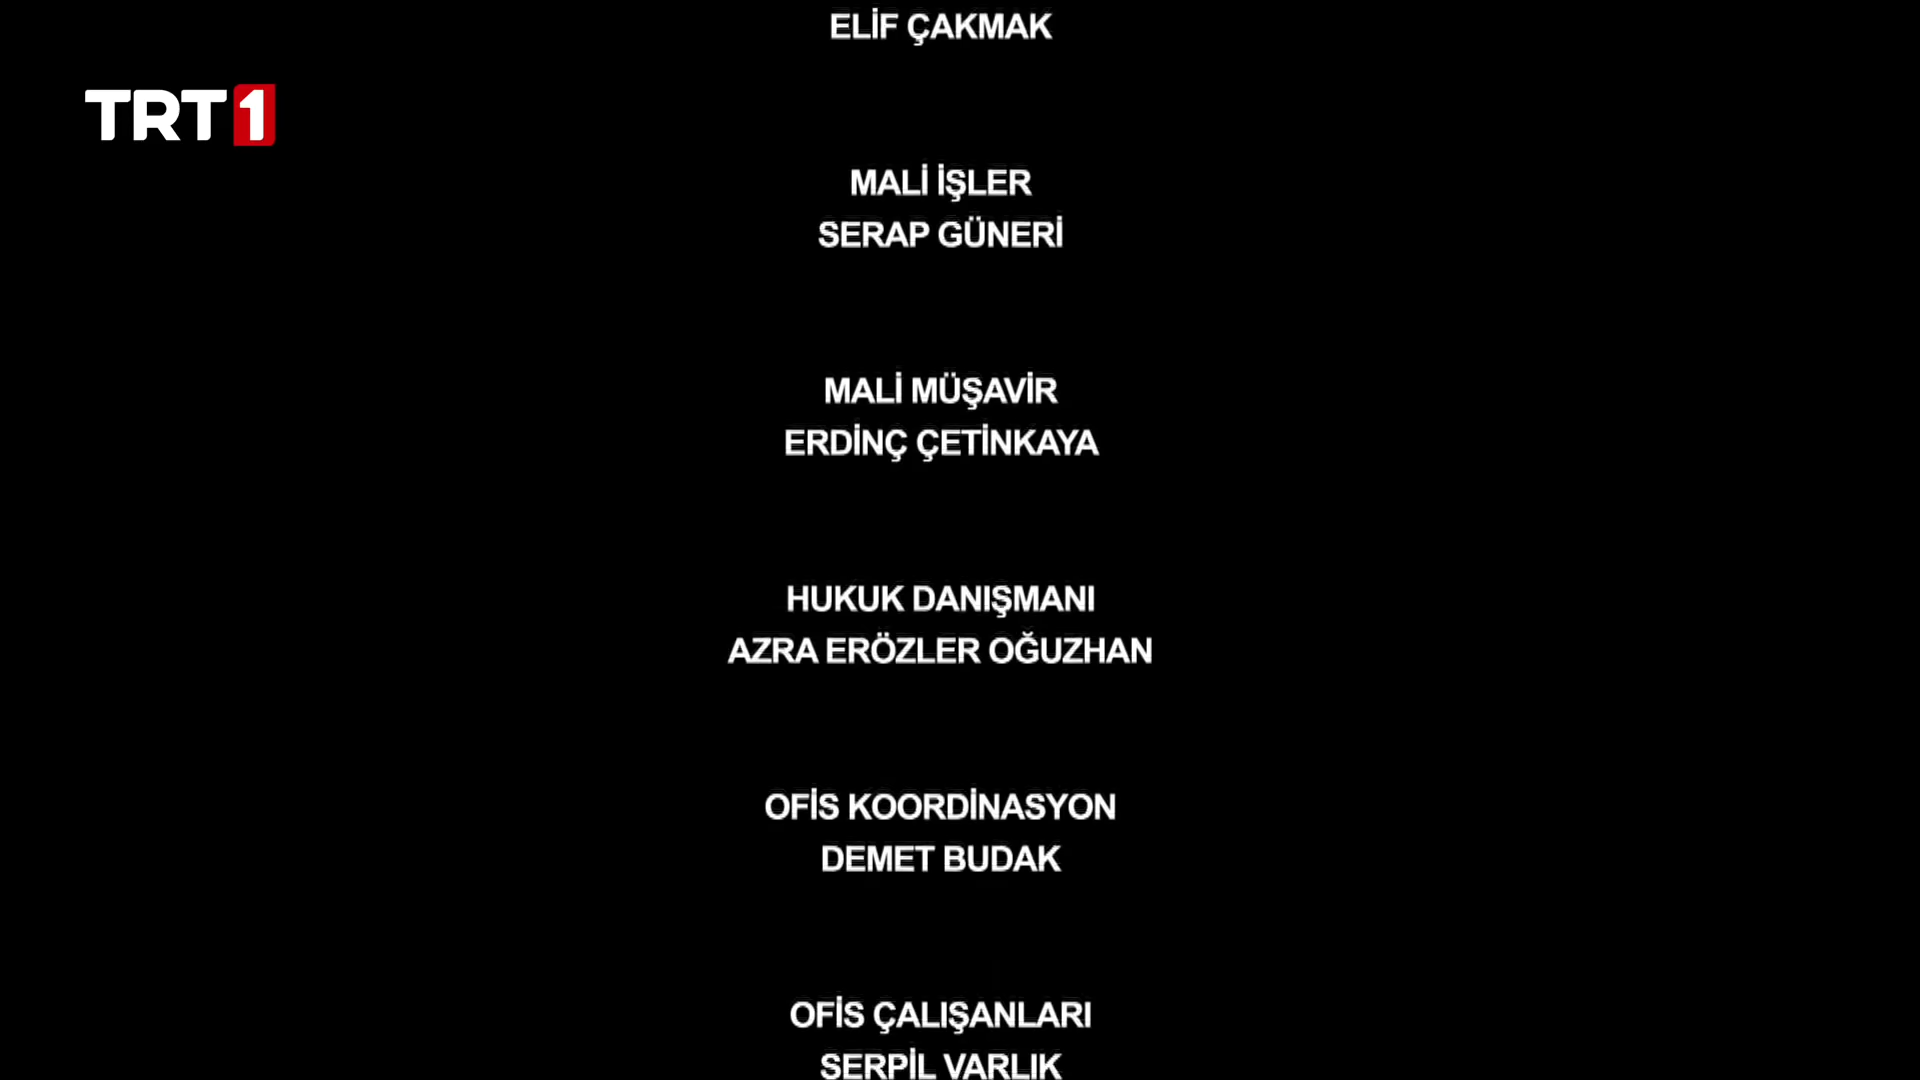 ELİF ÇAKMAK
TRT1
MALİ İŞLER
SERAP GÜNERİ
MALİ MÜŞAVİR
ERDİNÇ ÇETİNKAYA
HUKUK DANIŞMANI
AZRA ERÖZLER OĞUZHAN
OFİS KOORDİNASYON
DEMET BUDAK
OFİS ÇALIŞANLARI
SERPİL VARLIK